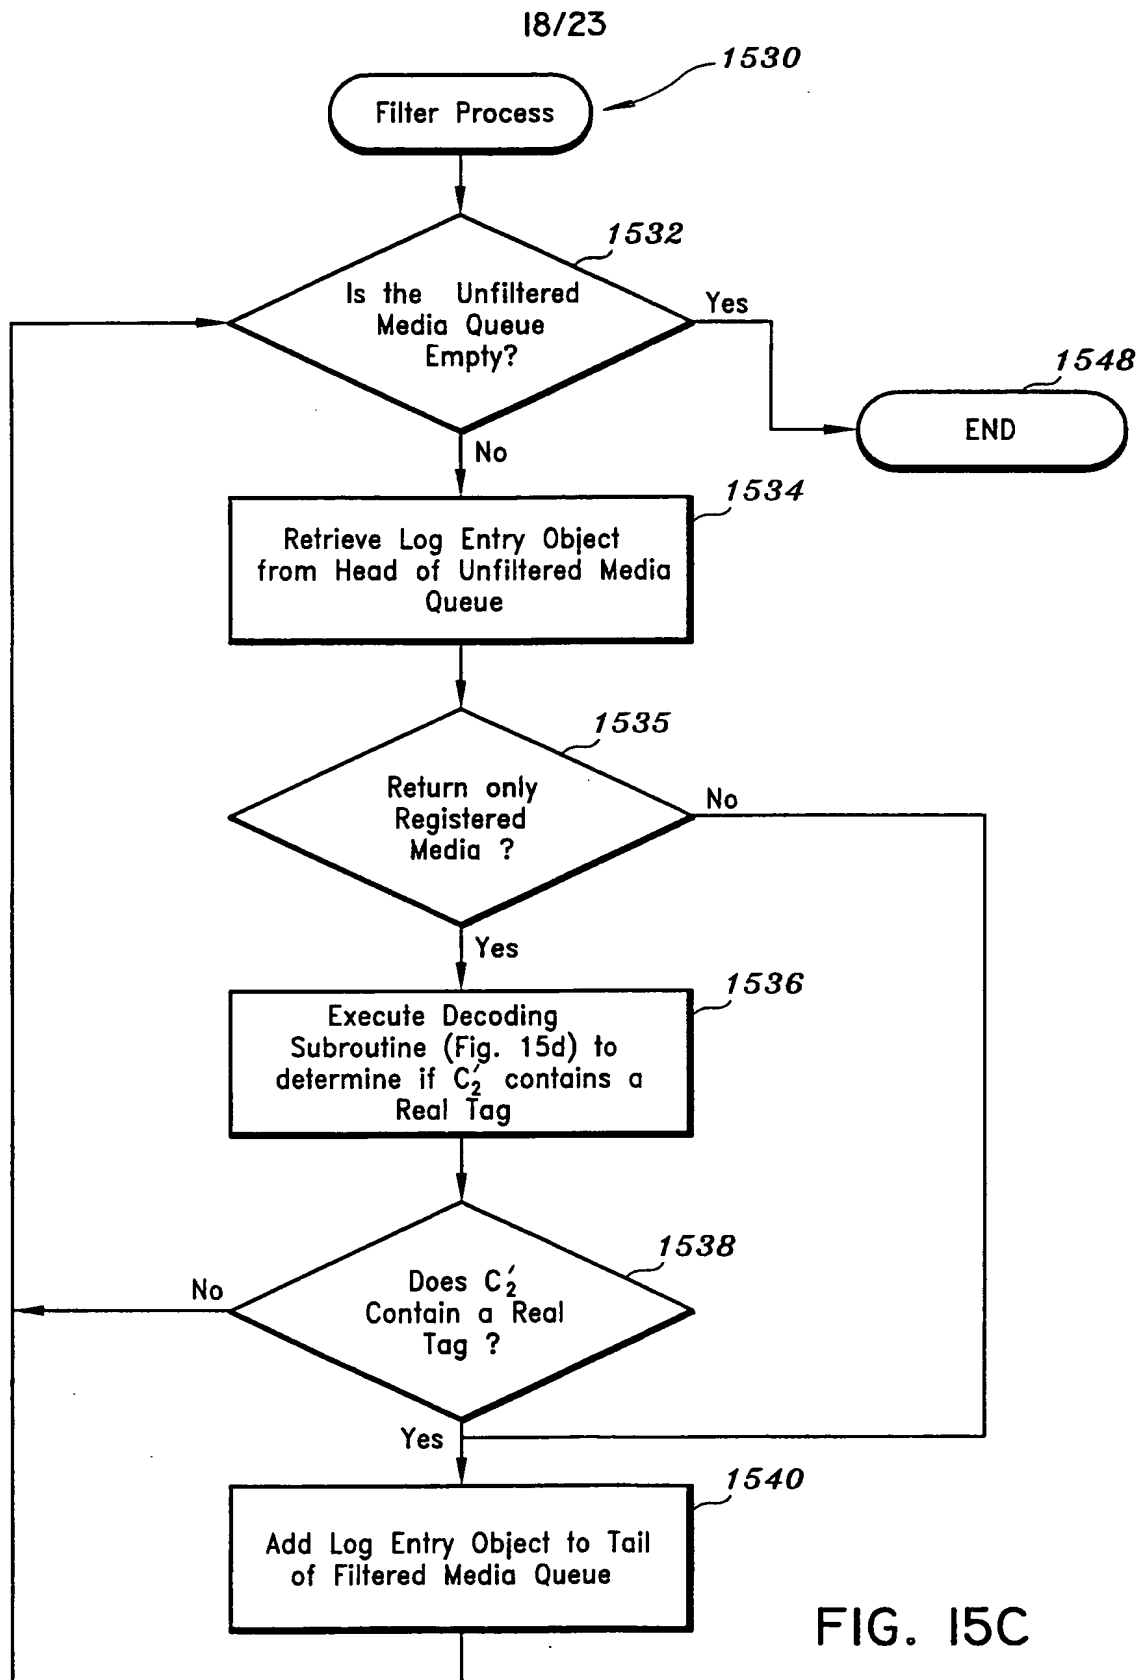 18/23
1530
Filter Process
1532
Is the Unfiltered
Media Queue
Empty?
Yes
1548
END
No
1534
Retrieve Log Entry Object
from Head of Unfiltered Media
Queue
1535
Return only
Registered
Media ?
No
Yes
1536
Execute Decoding
Subroutine (Fig. 15d) to
determine if C₂′ contains a
Real Tag
1538
No
Does C₂′
Contain a Real
Tag ?
Yes
1540
Add Log Entry Object to Tail
of Filtered Media Queue
FIG. 15C